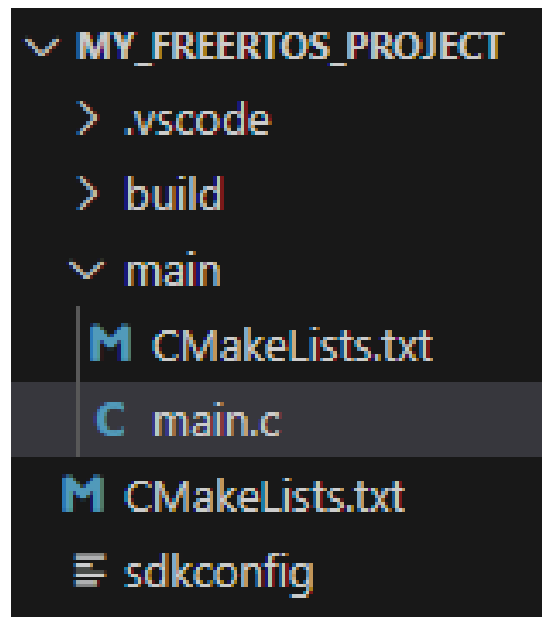 MY_FREERTOS_PROJECT
.vscode
build
main
M CMakeLists.txt
C main.c
M CMakeLists.txt
sdkconfig